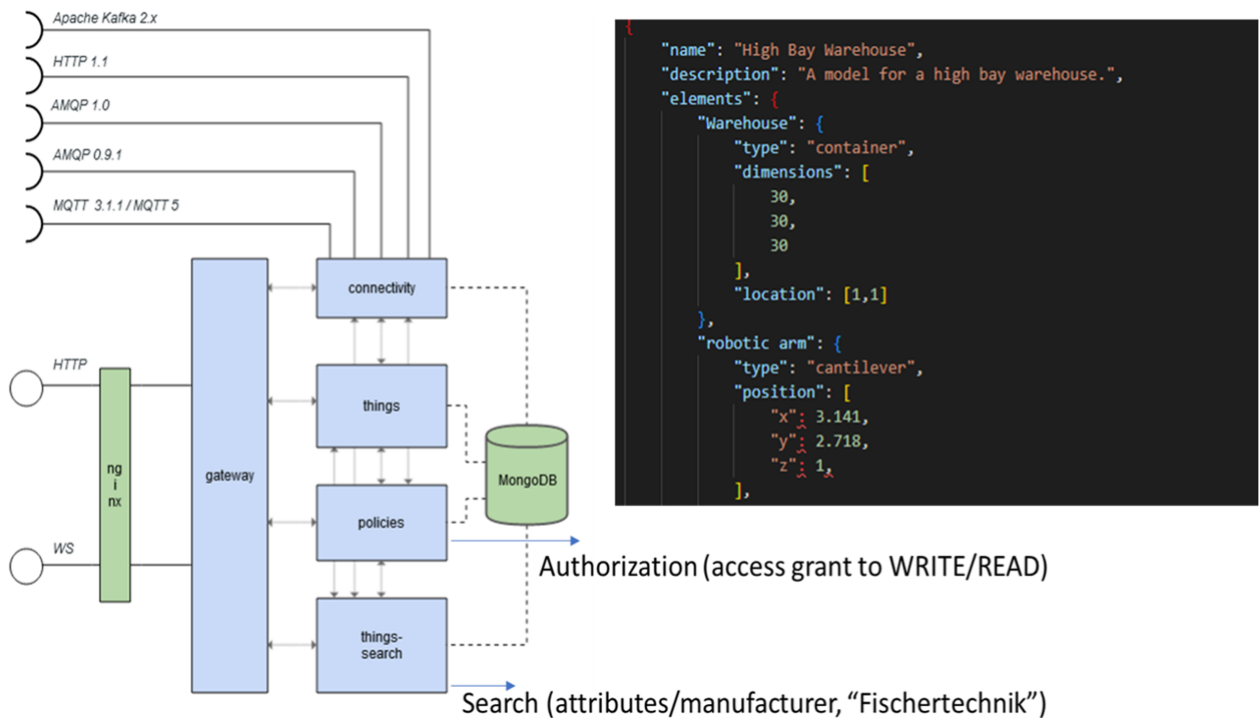 Apache Kafka 2.x
HTTP 1.1
AMQP 1.0
AMQP 0.9.1
MQTT 3.1.1 / MQTT 5
connectivity
HTTP
things
ng
i
nx
gateway
MongoDB
policies
WS
things-
search
Authorization (access grant to WRITE/READ)
Search (attributes/manufacturer, “Fischertechnik”)
{
"name": "High Bay Warehouse",
"description": "A model for a high bay warehouse.",
"elements": {
"Warehouse": {
"type": "container",
"dimensions": [
30,
30,
30
],
"location": [1,1]
},
"robotic arm": {
"type": "cantilever",
"position": [
"x": 3.141,
"y": 2.718,
"z": 1,
],